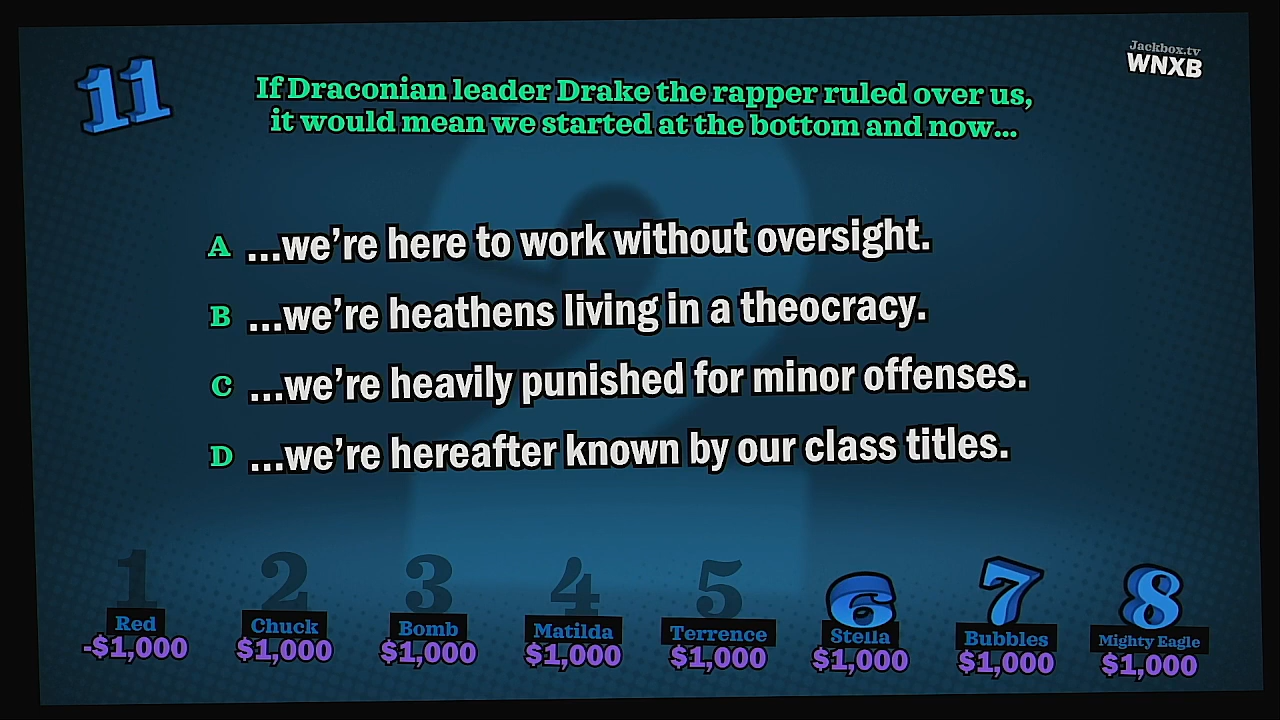 11
Jackbox.tv
WNXB
If Draconian leader Drake the rapper ruled over us,
it would mean we started at the bottom and now...
A ...we're here to work without oversight.
B ...we're heathens living in a theocracy.
C ...we're heavily punished for minor offenses.
D ...we're hereafter known by our class titles.
1 2 3 4 5 6 7 8
Red Chuck Bomb Matilda Terrence Stella Bubbles Mighty Eagle
-$1,000 $1,000 $1,000 $1,000 $1,000 $1,000 $1,000 $1,000